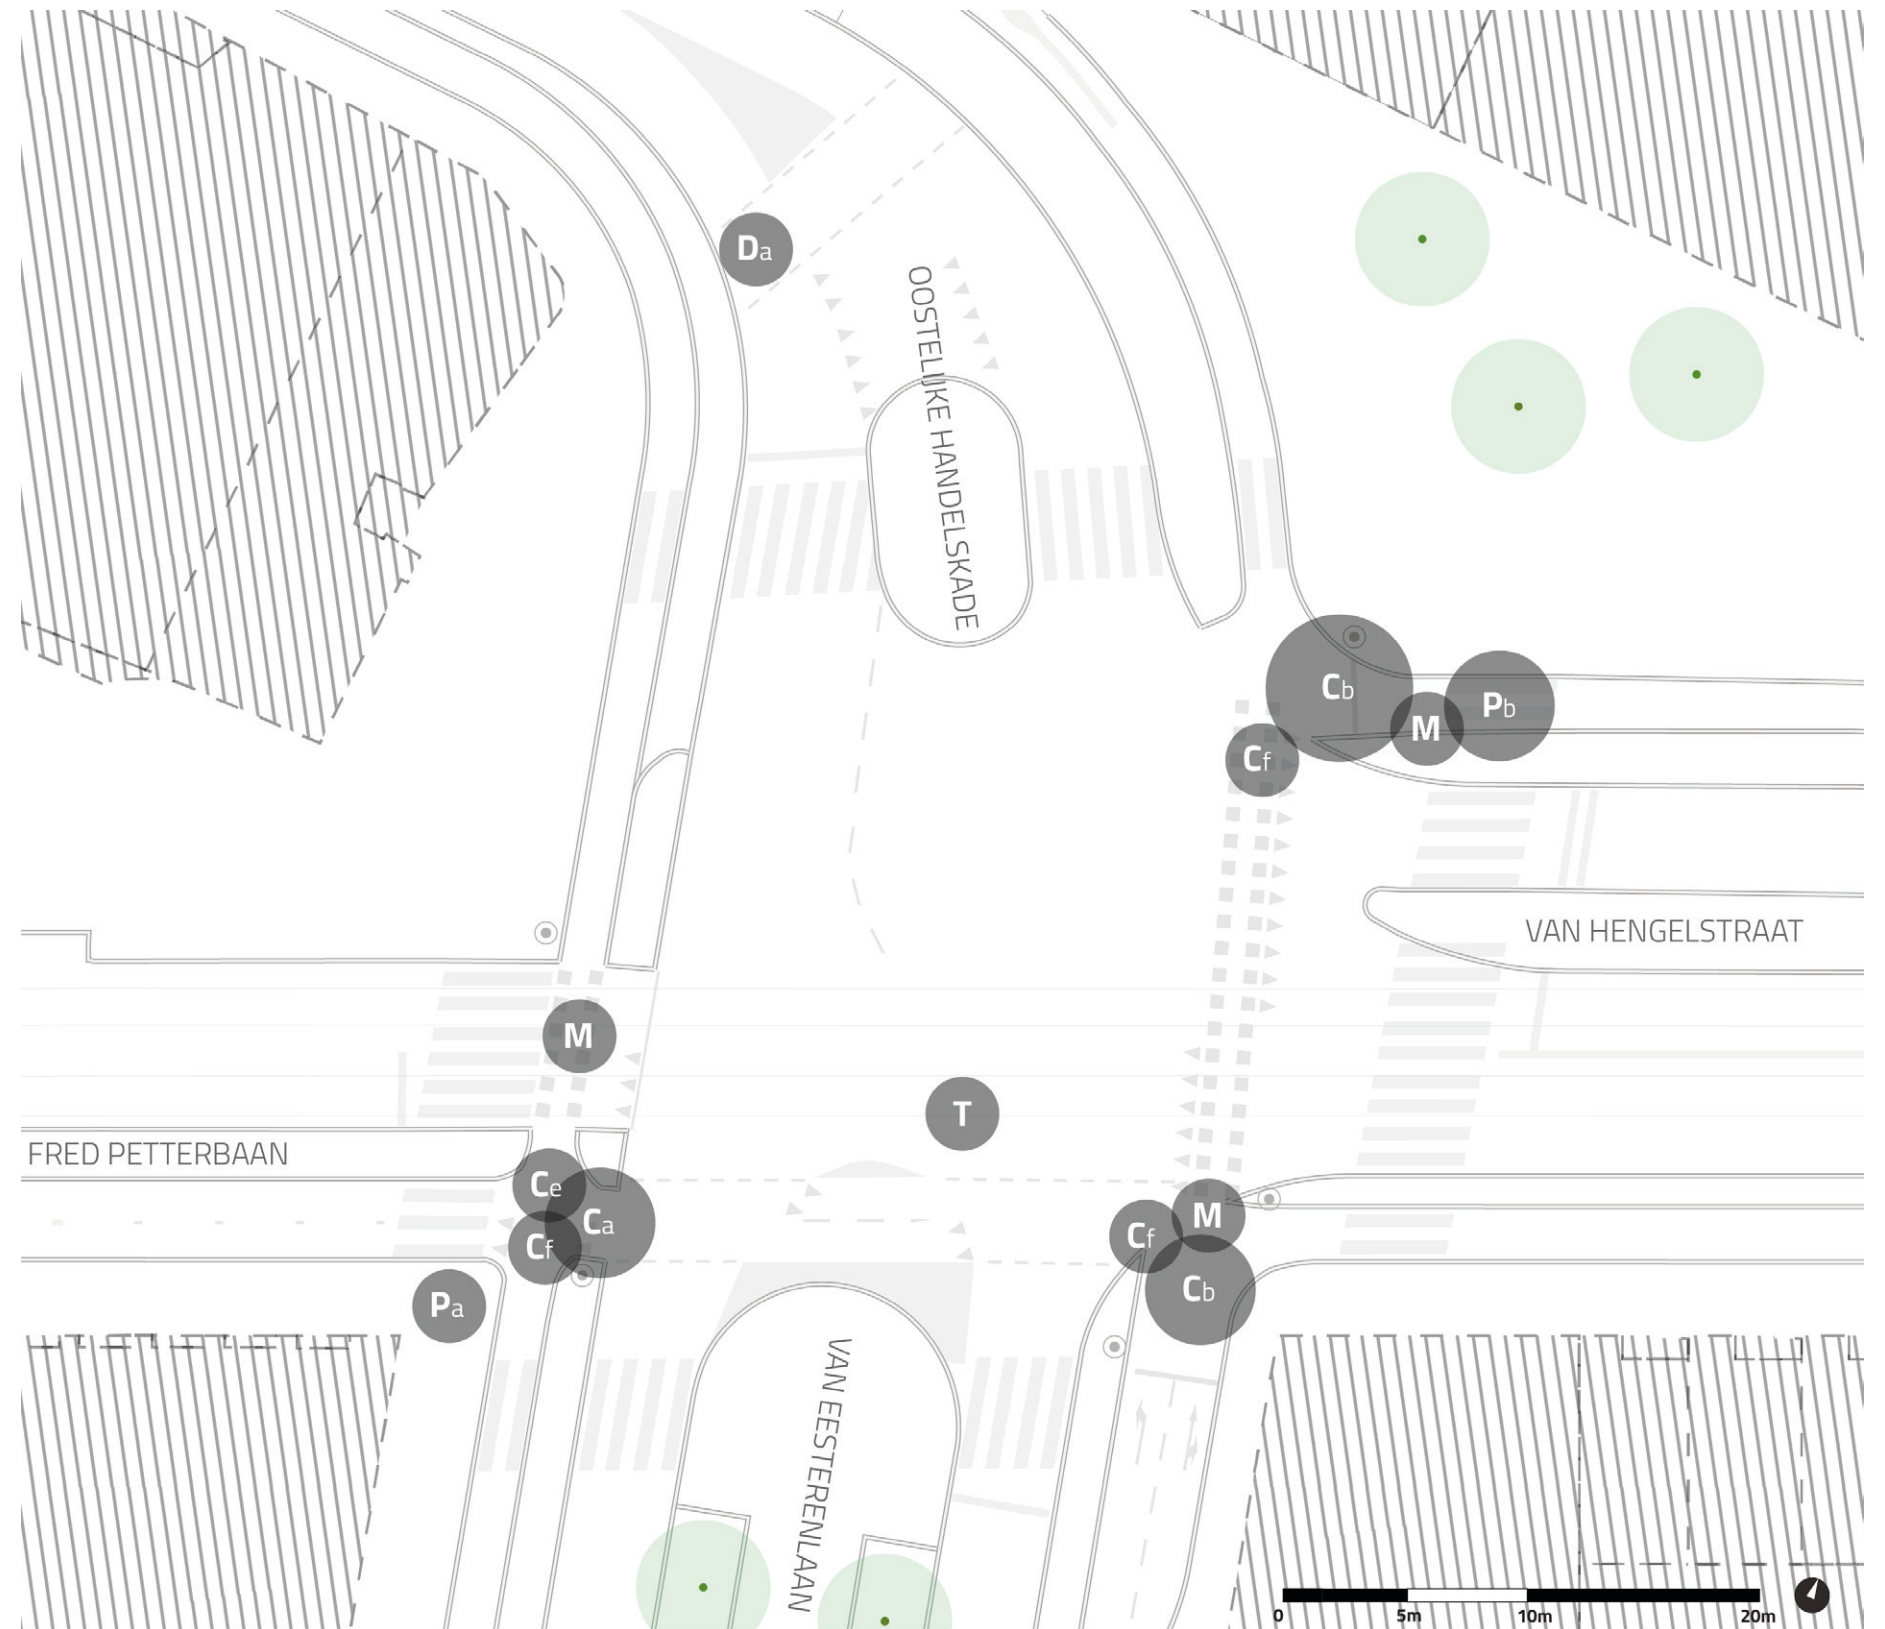 Da
OOSTELIJKE HANDELSKADE
Cb
Pb
M
Cf
VAN HENGELSTRAAT
M
T
FRED PETTERBAAN
Ce
Ca
Cf
M
Cf
Cb
Pa
VAN EESTERENLAAN
0 5m 10m 20m